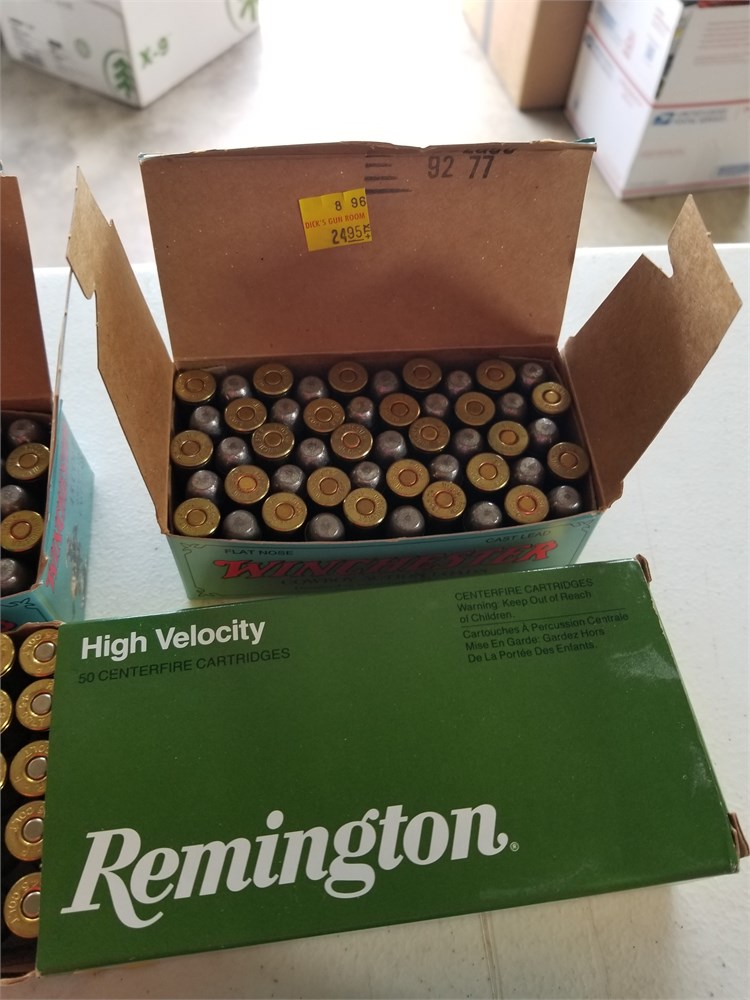 X-9
92 77
8 96
DICK'S GUN ROOM
2495
FLAT NOSE
CAST LEAD
WINCHESTER
High Velocity
50 CENTERFIRE CARTRIDGES
CENTERFIRE CARTRIDGES
Warning: Keep Out of Reach
of Children.
Cartouches À Percussion Centrale
Mise En Garde: Gardez Hors
De La Portée Des Enfants.
Remington®